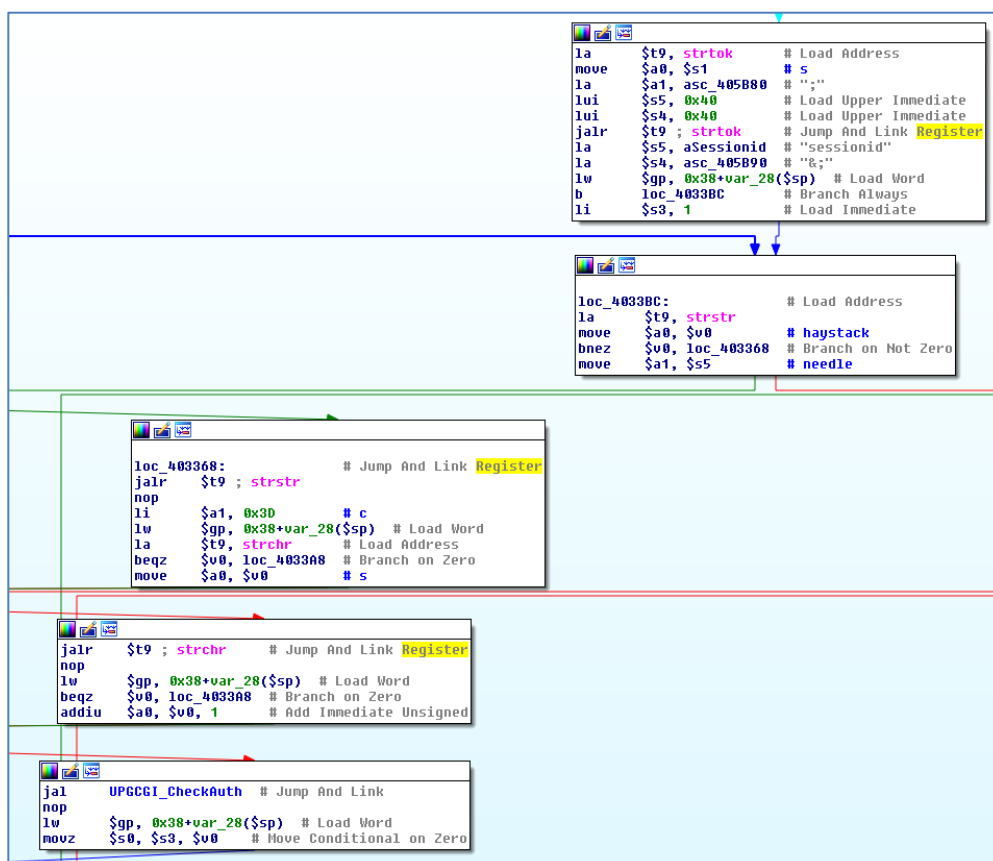 la $t9, strtok # Load Address
move $a0, $s1 # s
la $a1, asc_405B80 # ";"
lui $s5, 0x40 # Load Upper Immediate
lui $s4, 0x40 # Load Upper Immediate
jalr $t9 ; strtok # Jump And Link Register
la $s5, aSessionid # "sessionid"
la $s4, asc_405B90 # "&;"
lw $gp, 0x38+var_28($sp) # Load Word
b loc_4033BC # Branch Always
li $s3, 1 # Load Immediate
loc_4033BC: # Load Address
la $t9, strstr
move $a0, $v0 # haystack
bnez $v0, loc_403368 # Branch on Not Zero
move $a1, $s5 # needle
loc_403368: # Jump And Link Register
jalr $t9 ; strstr
nop
li $a1, 0x3D # c
lw $gp, 0x38+var_28($sp) # Load Word
la $t9, strchr # Load Address
beqz $v0, loc_4033A8 # Branch on Zero
move $a0, $v0 # s
jalr $t9 ; strchr # Jump And Link Register
nop
lw $gp, 0x38+var_28($sp) # Load Word
beqz $v0, loc_4033A8 # Branch on Zero
addiu $a0, $v0, 1 # Add Immediate Unsigned
jal UPGCGI_CheckAuth # Jump And Link
nop
lw $gp, 0x38+var_28($sp) # Load Word
movz $s0, $s3, $v0 # Move Conditional on Zero